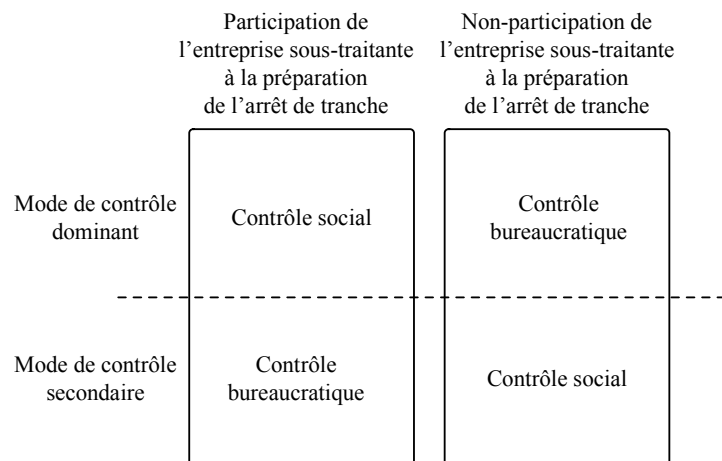 Participation de
l’entreprise sous-traitante
à la préparation
de l’arrêt de tranche
Non-participation de
l’entreprise sous-traitante
à la préparation
de l’arrêt de tranche
Mode de contrôle
dominant
Contrôle social
Contrôle
bureaucratique
Mode de contrôle
secondaire
Contrôle
bureaucratique
Contrôle social